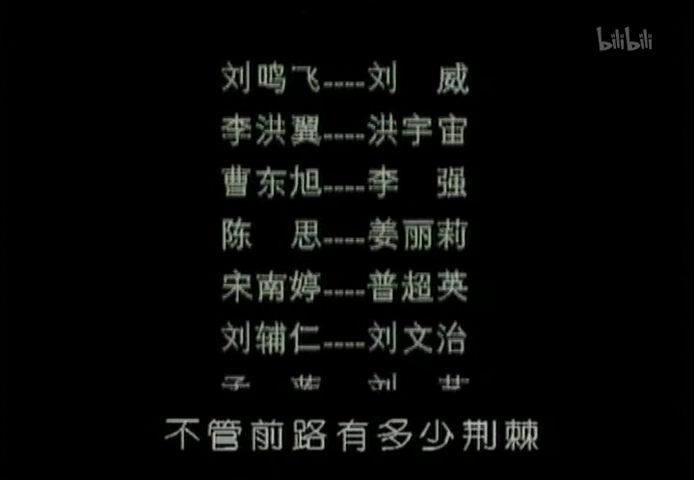 bilibili
刘鸣飞----刘 威
李洪翼----洪宇宙
曹东旭----李 强
陈 思----姜丽莉
宋南婷----普超英
刘辅仁----刘文治
不管前路有多少荆棘